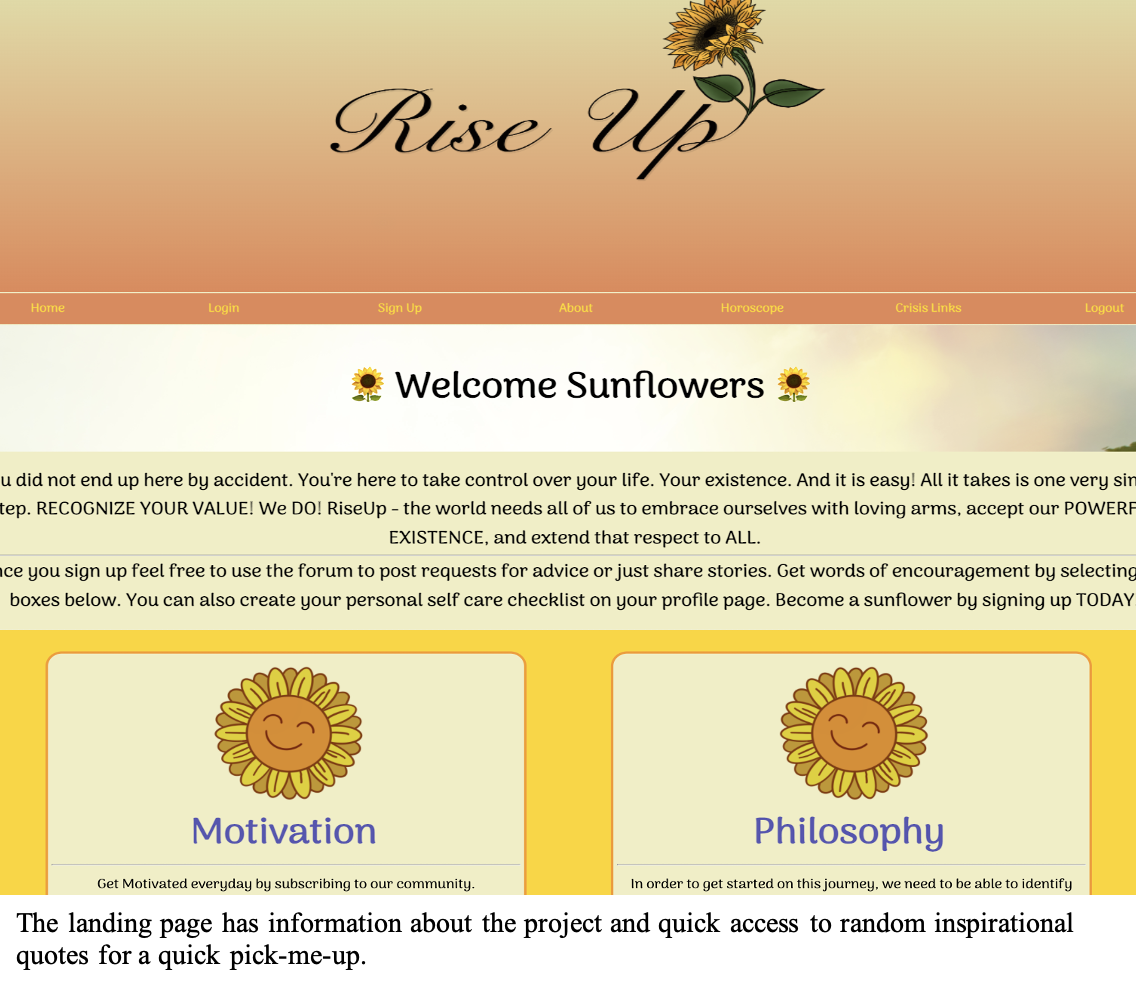 Rise Up
Home Login Sign Up About Horoscope Crisis Links Logout
🌻 Welcome Sunflowers 🌻
did not end up here by accident. You're here to take control over your life. Your existence. And it is easy! All it takes is one very
RECOGNIZE YOUR VALUE! We DO! RiseUp - the world needs all of us to embrace ourselves with loving arms, accept our
EXISTENCE, and extend that respect to ALL.
you sign up feel free to use the forum to post requests for advice or just share stories. Get words of encouragement by selecting
boxes below. You can also create your personal self care checklist on your profile page. Become a sunflower by signing up TODAY
Motivation
Get Motivated everyday by subscribing to our community.
Philosophy
In order to get started on this journey, we need to be able to identify
The landing page has information about the project and quick access to random inspirational
quotes for a quick pick-me-up.